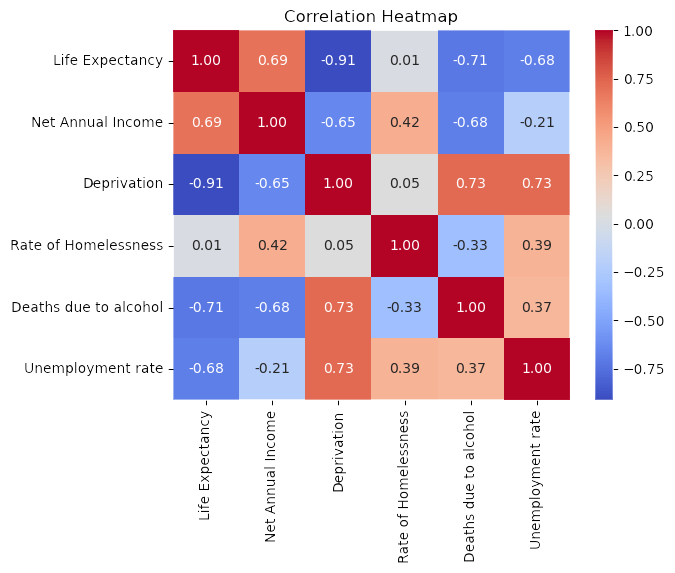 Correlation Heatmap
Life Expectancy 1.00 0.69 -0.91 0.01 -0.71 -0.68
Net Annual Income 0.69 1.00 -0.65 0.42 -0.68 -0.21
Deprivation -0.91 -0.65 1.00 0.05 0.73 0.73
Rate of Homelessness 0.01 0.42 0.05 1.00 -0.33 0.39
Deaths due to alcohol -0.71 -0.68 0.73 -0.33 1.00 0.37
Unemployment rate -0.68 -0.21 0.73 0.39 0.37 1.00
Life Expectancy
Net Annual Income
Deprivation
Rate of Homelessness
Deaths due to alcohol
Unemployment rate
1.00
0.75
0.50
0.25
0.00
−0.25
−0.50
−0.75